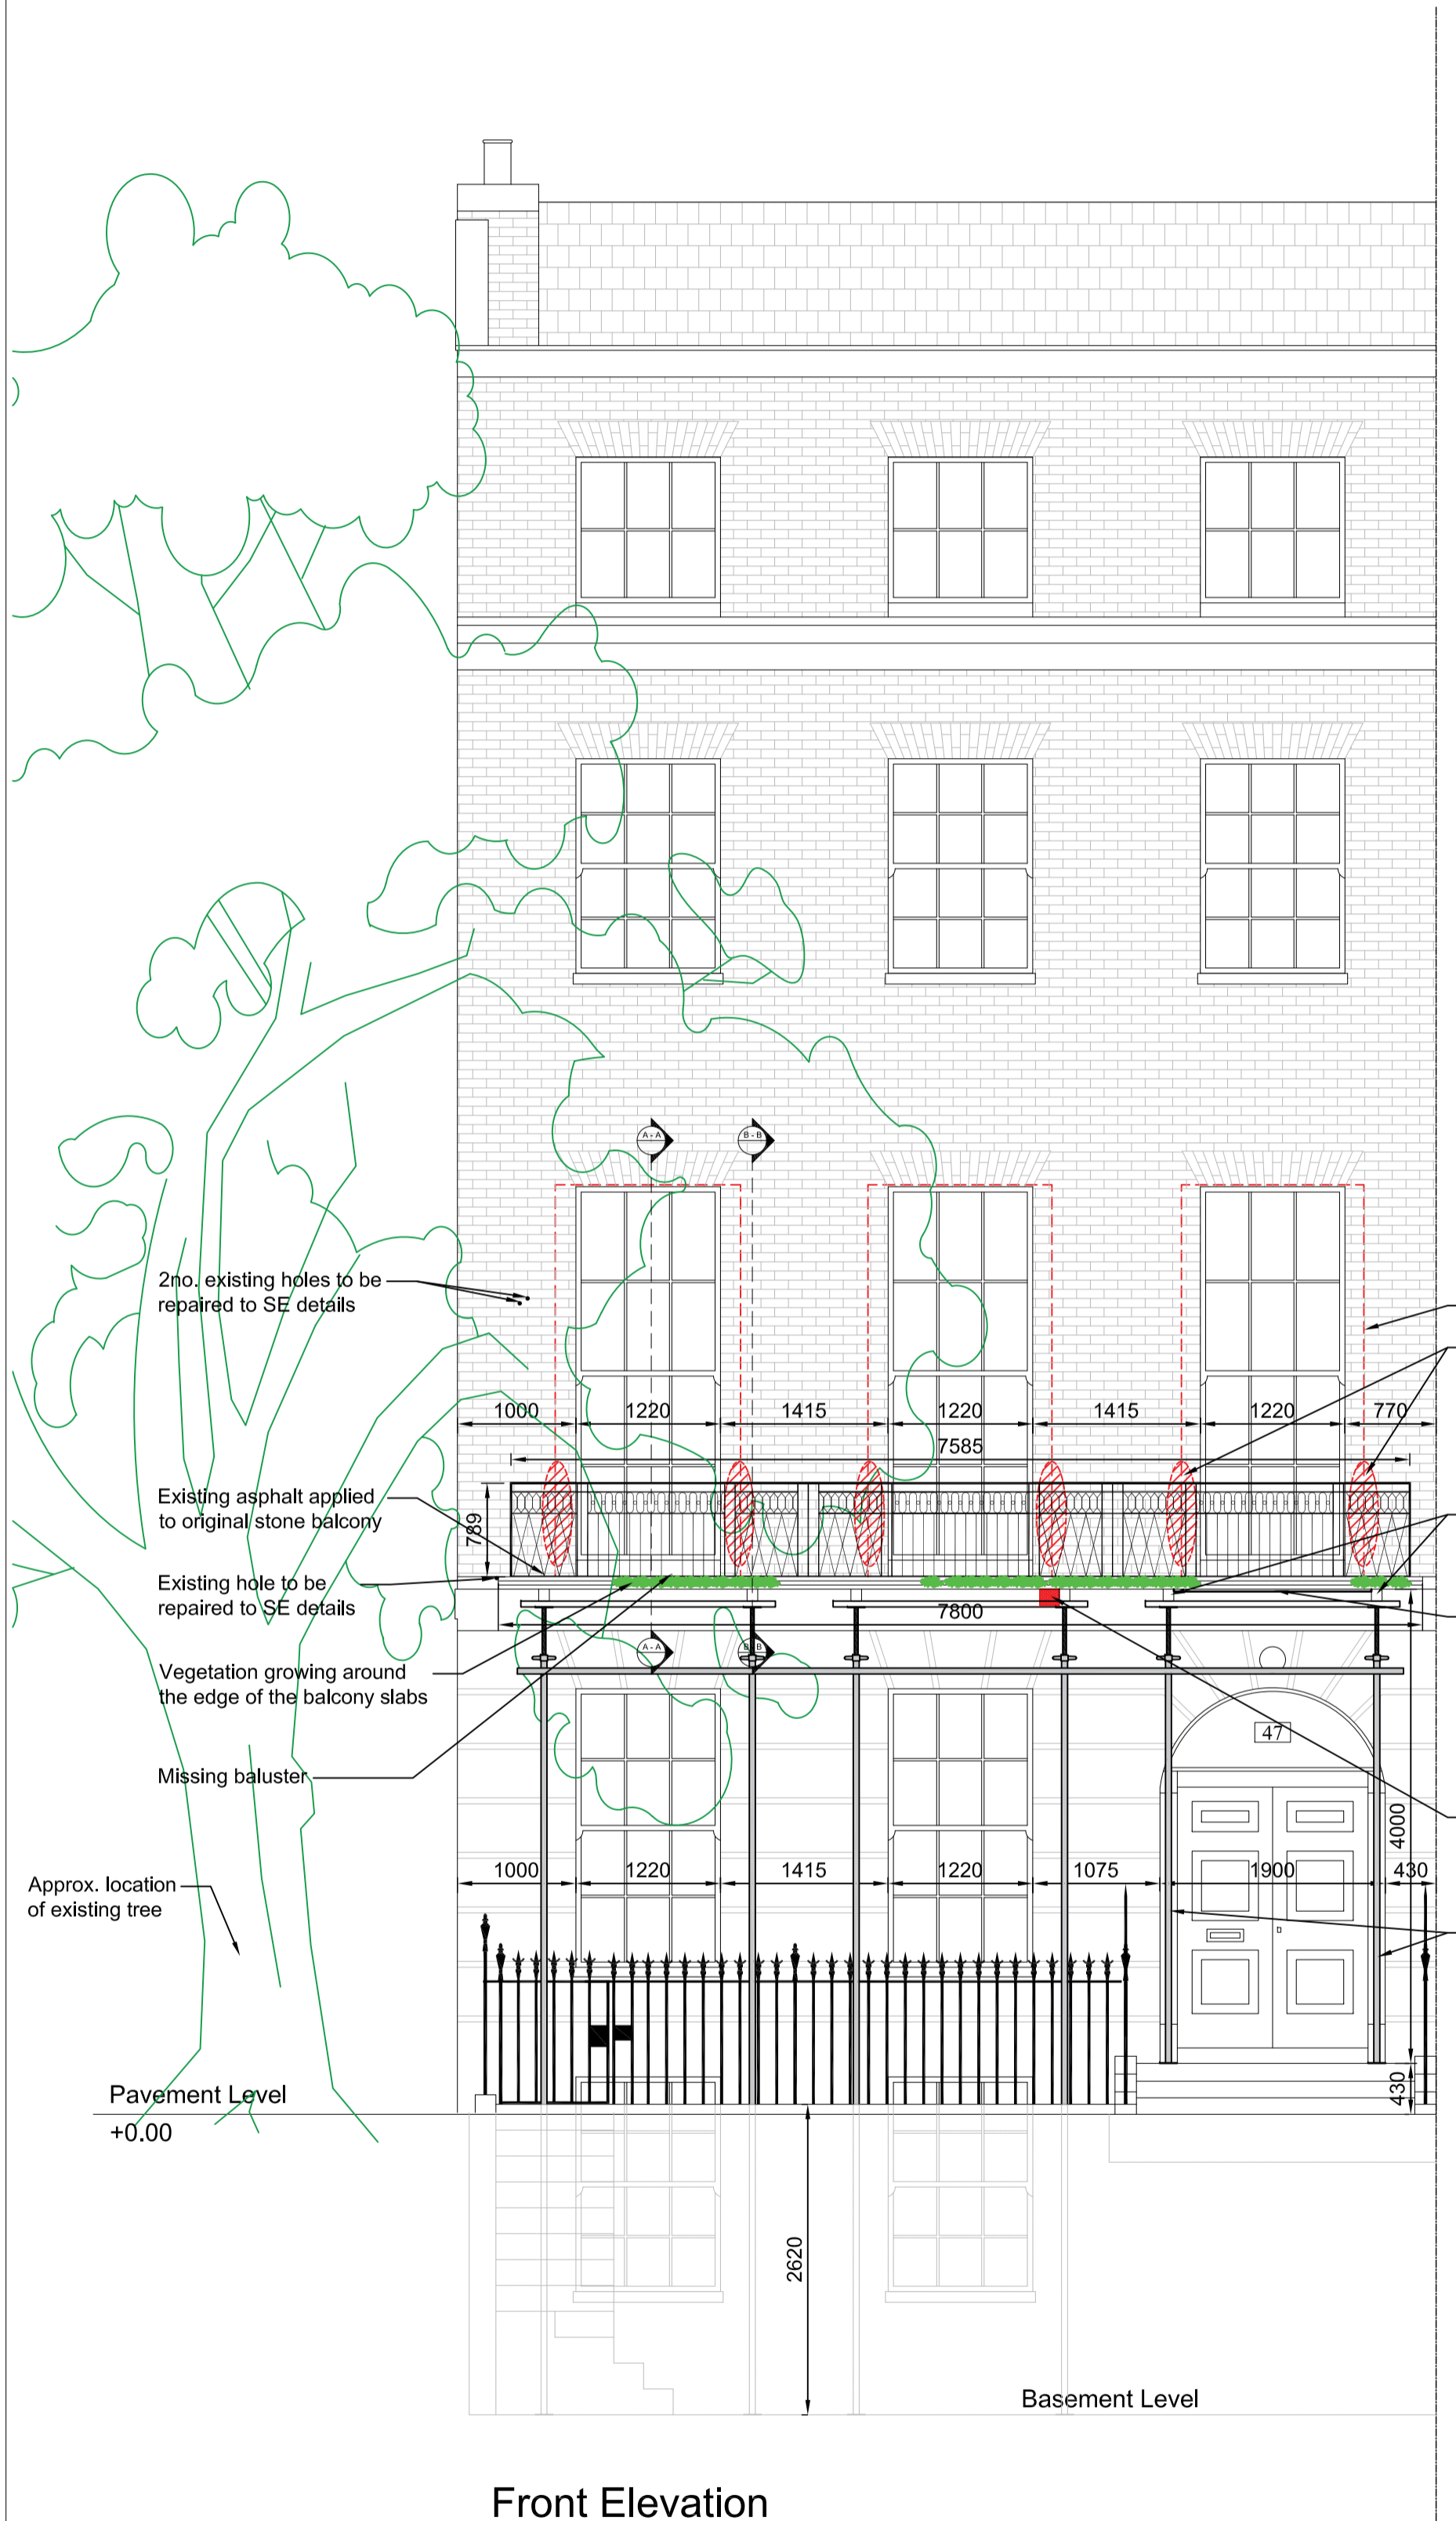 A - A
B - B
2no. existing holes to be
repaired to SE details
1000
1220
1415
1220
1415
1220
770
7585
Existing asphalt applied
to original stone balcony
789
Existing hole to be
repaired to SE details
7800
A - A
B - B
Vegetation growing around
the edge of the balcony slabs
47
Missing baluster
4000
1000
1220
1415
1220
1075
1900
430
Approx. location
of existing tree
Pavement Level
430
+0.00
2620
Basement Level
Front Elevation